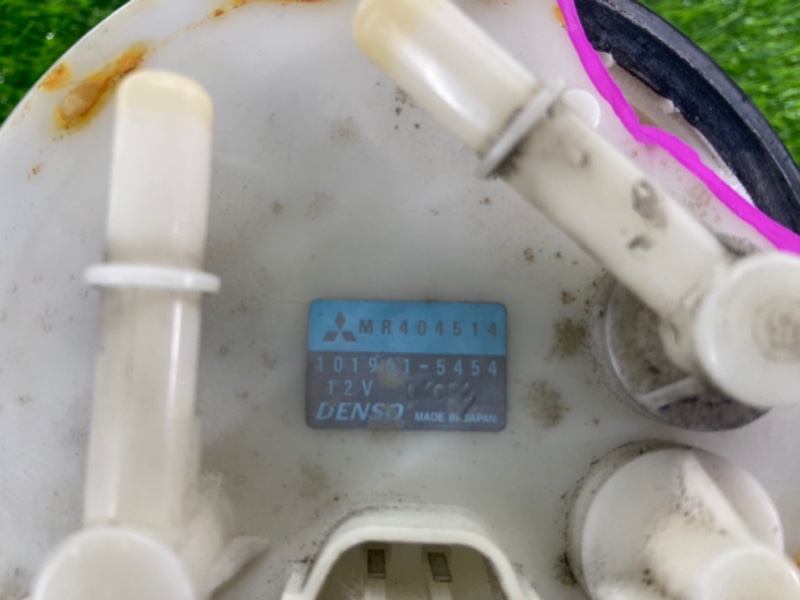 MR404514
101961-5454
12V
DENSO MADE IN JAPAN